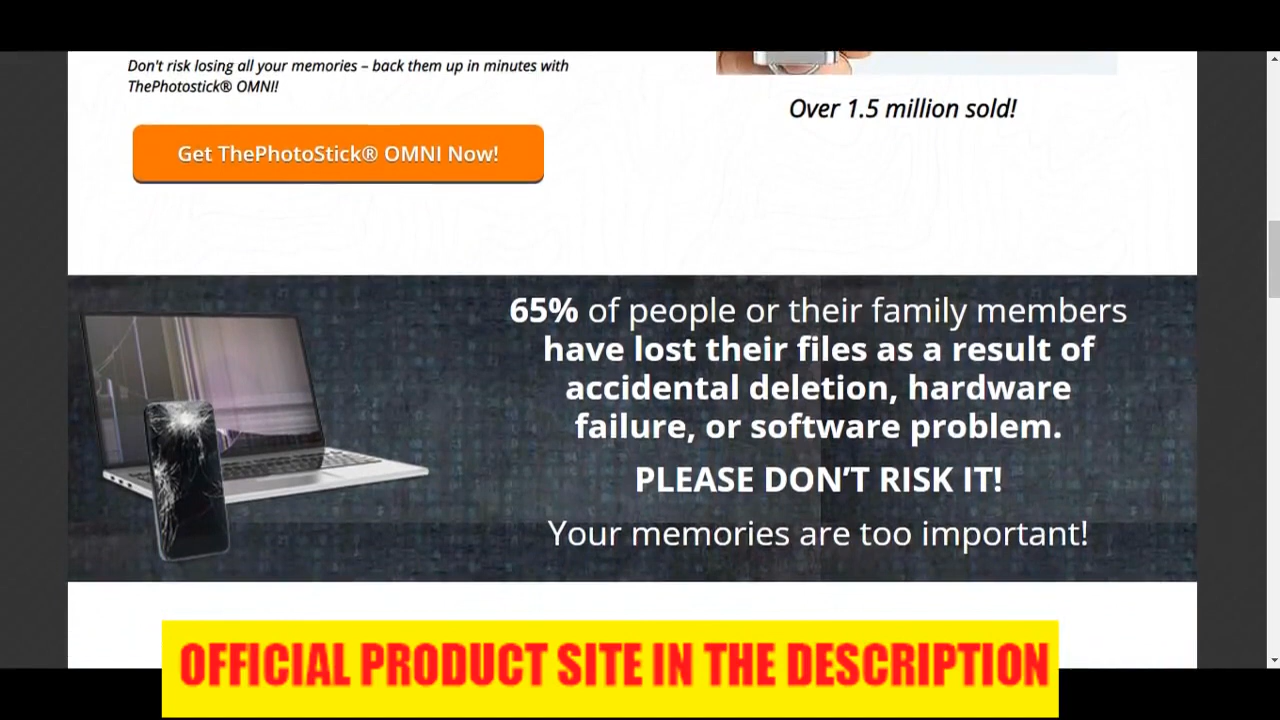 Don't risk losing all your memories – back them up in minutes with
ThePhotostick® OMNI!
Over 1.5 million sold!
Get ThePhotoStick® OMNI Now!
65% of people or their family members
have lost their files as a result of
accidental deletion, hardware
failure, or software problem.
PLEASE DON’T RISK IT!
Your memories are too important!
OFFICIAL PRODUCT SITE IN THE DESCRIPTION